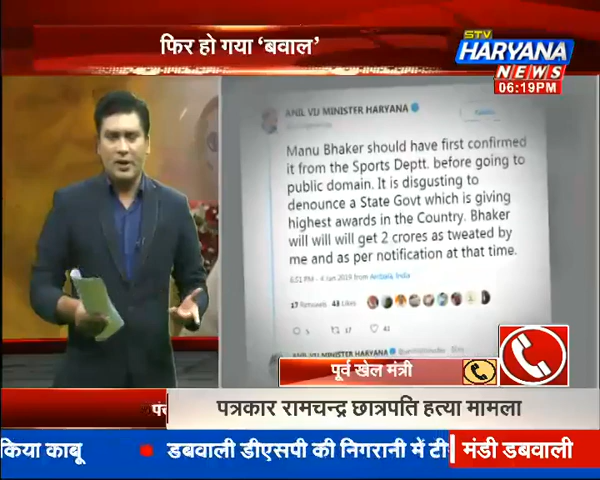 फिर हो गया ‘बवाल’
STV
HARYANA
NEWS
06:19PM
ANIL VIJ MINISTER HARYANA
Manu Bhaker should have first confirmed
it from the Sports Deptt. before going to
public domain. It is disgusting to
denounce a State Govt which is giving
highest awards in the Country. Bhaker
will will will get 2 crores as tweeted by
me and as per notification at that time.
6:51 PM - 4 Jan 2019 from Ambala, India
17 Retweets 43 Likes
17 41
ANIL VIJ MINISTER HARYANA
पूर्व खेल मंत्री
पत्रकार रामचन्द्र छात्रपति हत्या मामला
किया काबू • डबवाली डीएसपी की निगरानी में
मंडी डबवाली